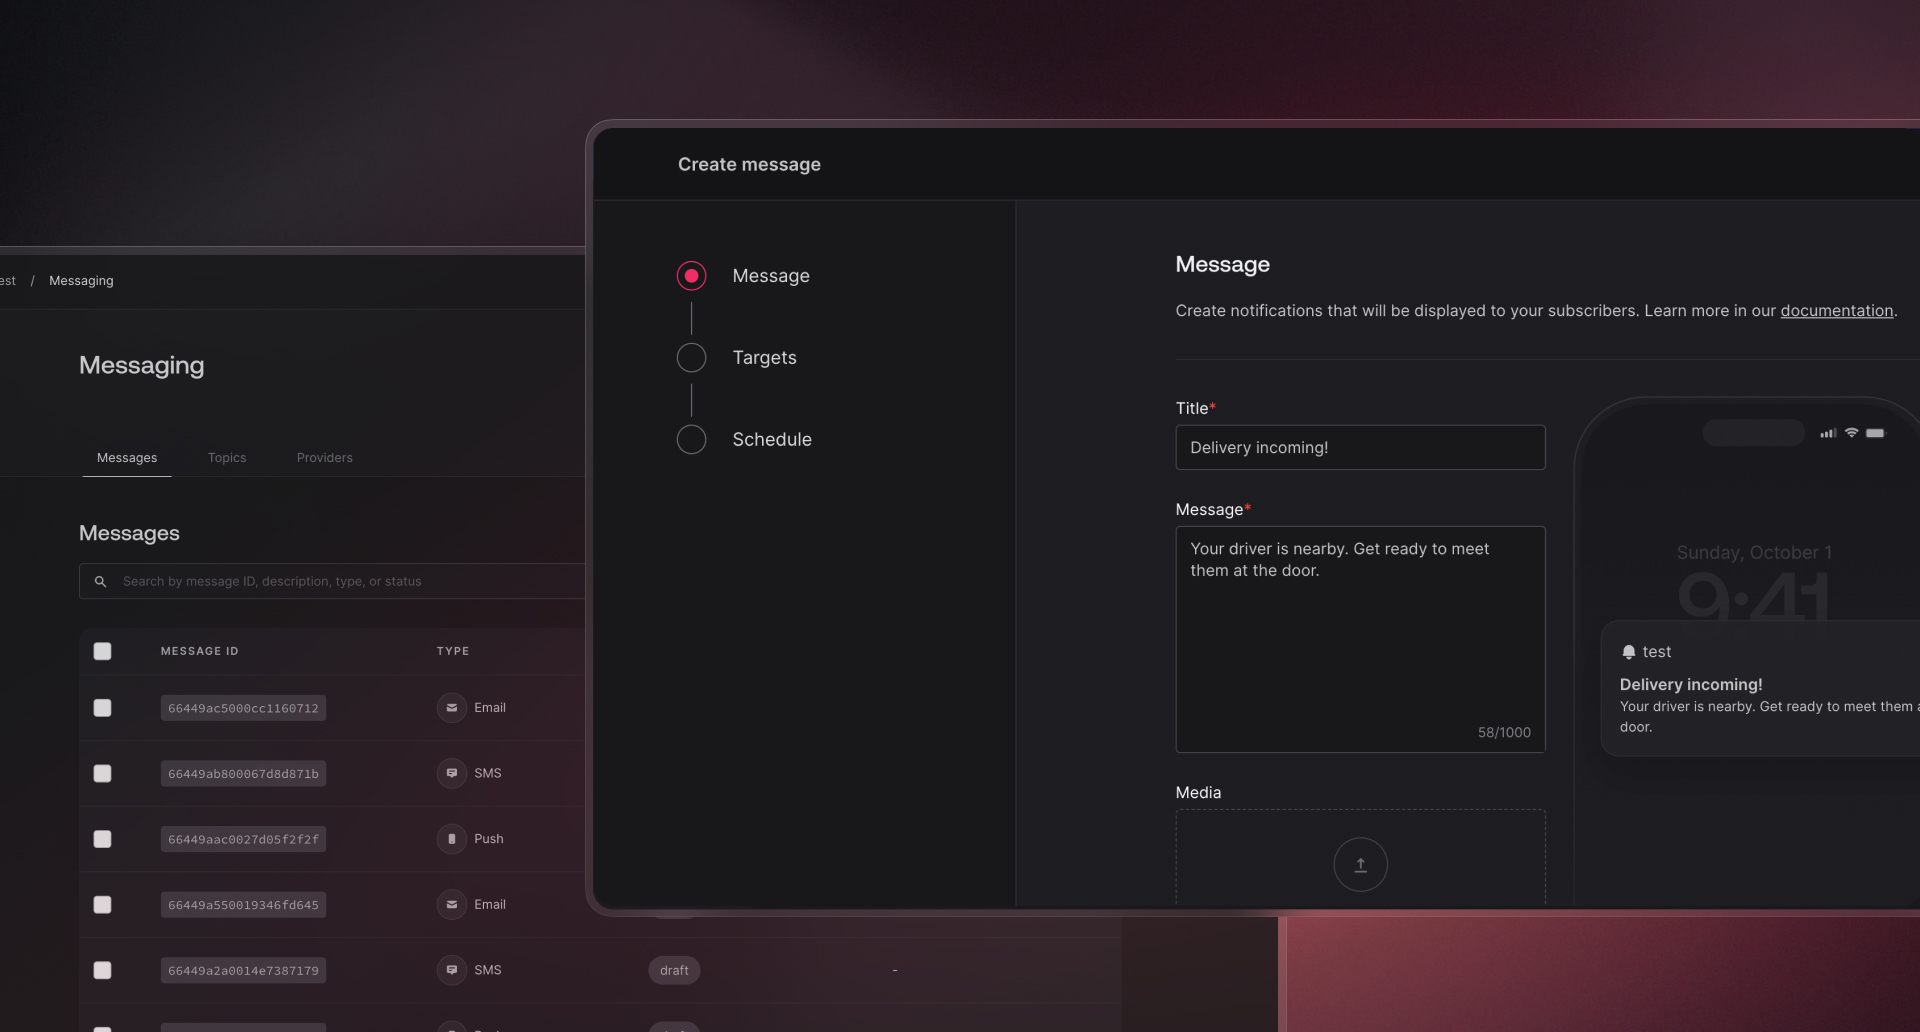 Create message
Message
Targets
Schedule
Message
Create notifications that will be displayed to your subscribers. Learn more in our documentation.
Title*
Delivery incoming!
Message*
Your driver is nearby. Get ready to meet
them at the door.
58/1000
Media
Sunday, October 1
9:41
test
Delivery incoming!
Your driver is nearby. Get ready to meet them
door.
est / Messaging
Messaging
Messages Topics Providers
Messages
Search by message ID, description, type, or status
MESSAGE ID TYPE
66449ac5000cc1160712 Email
66449ab800067d8d871b SMS
66449aac0027d05f2f2f Push
66449a550019346fd645 Email
66449a2a0014e7387179 SMS draft -